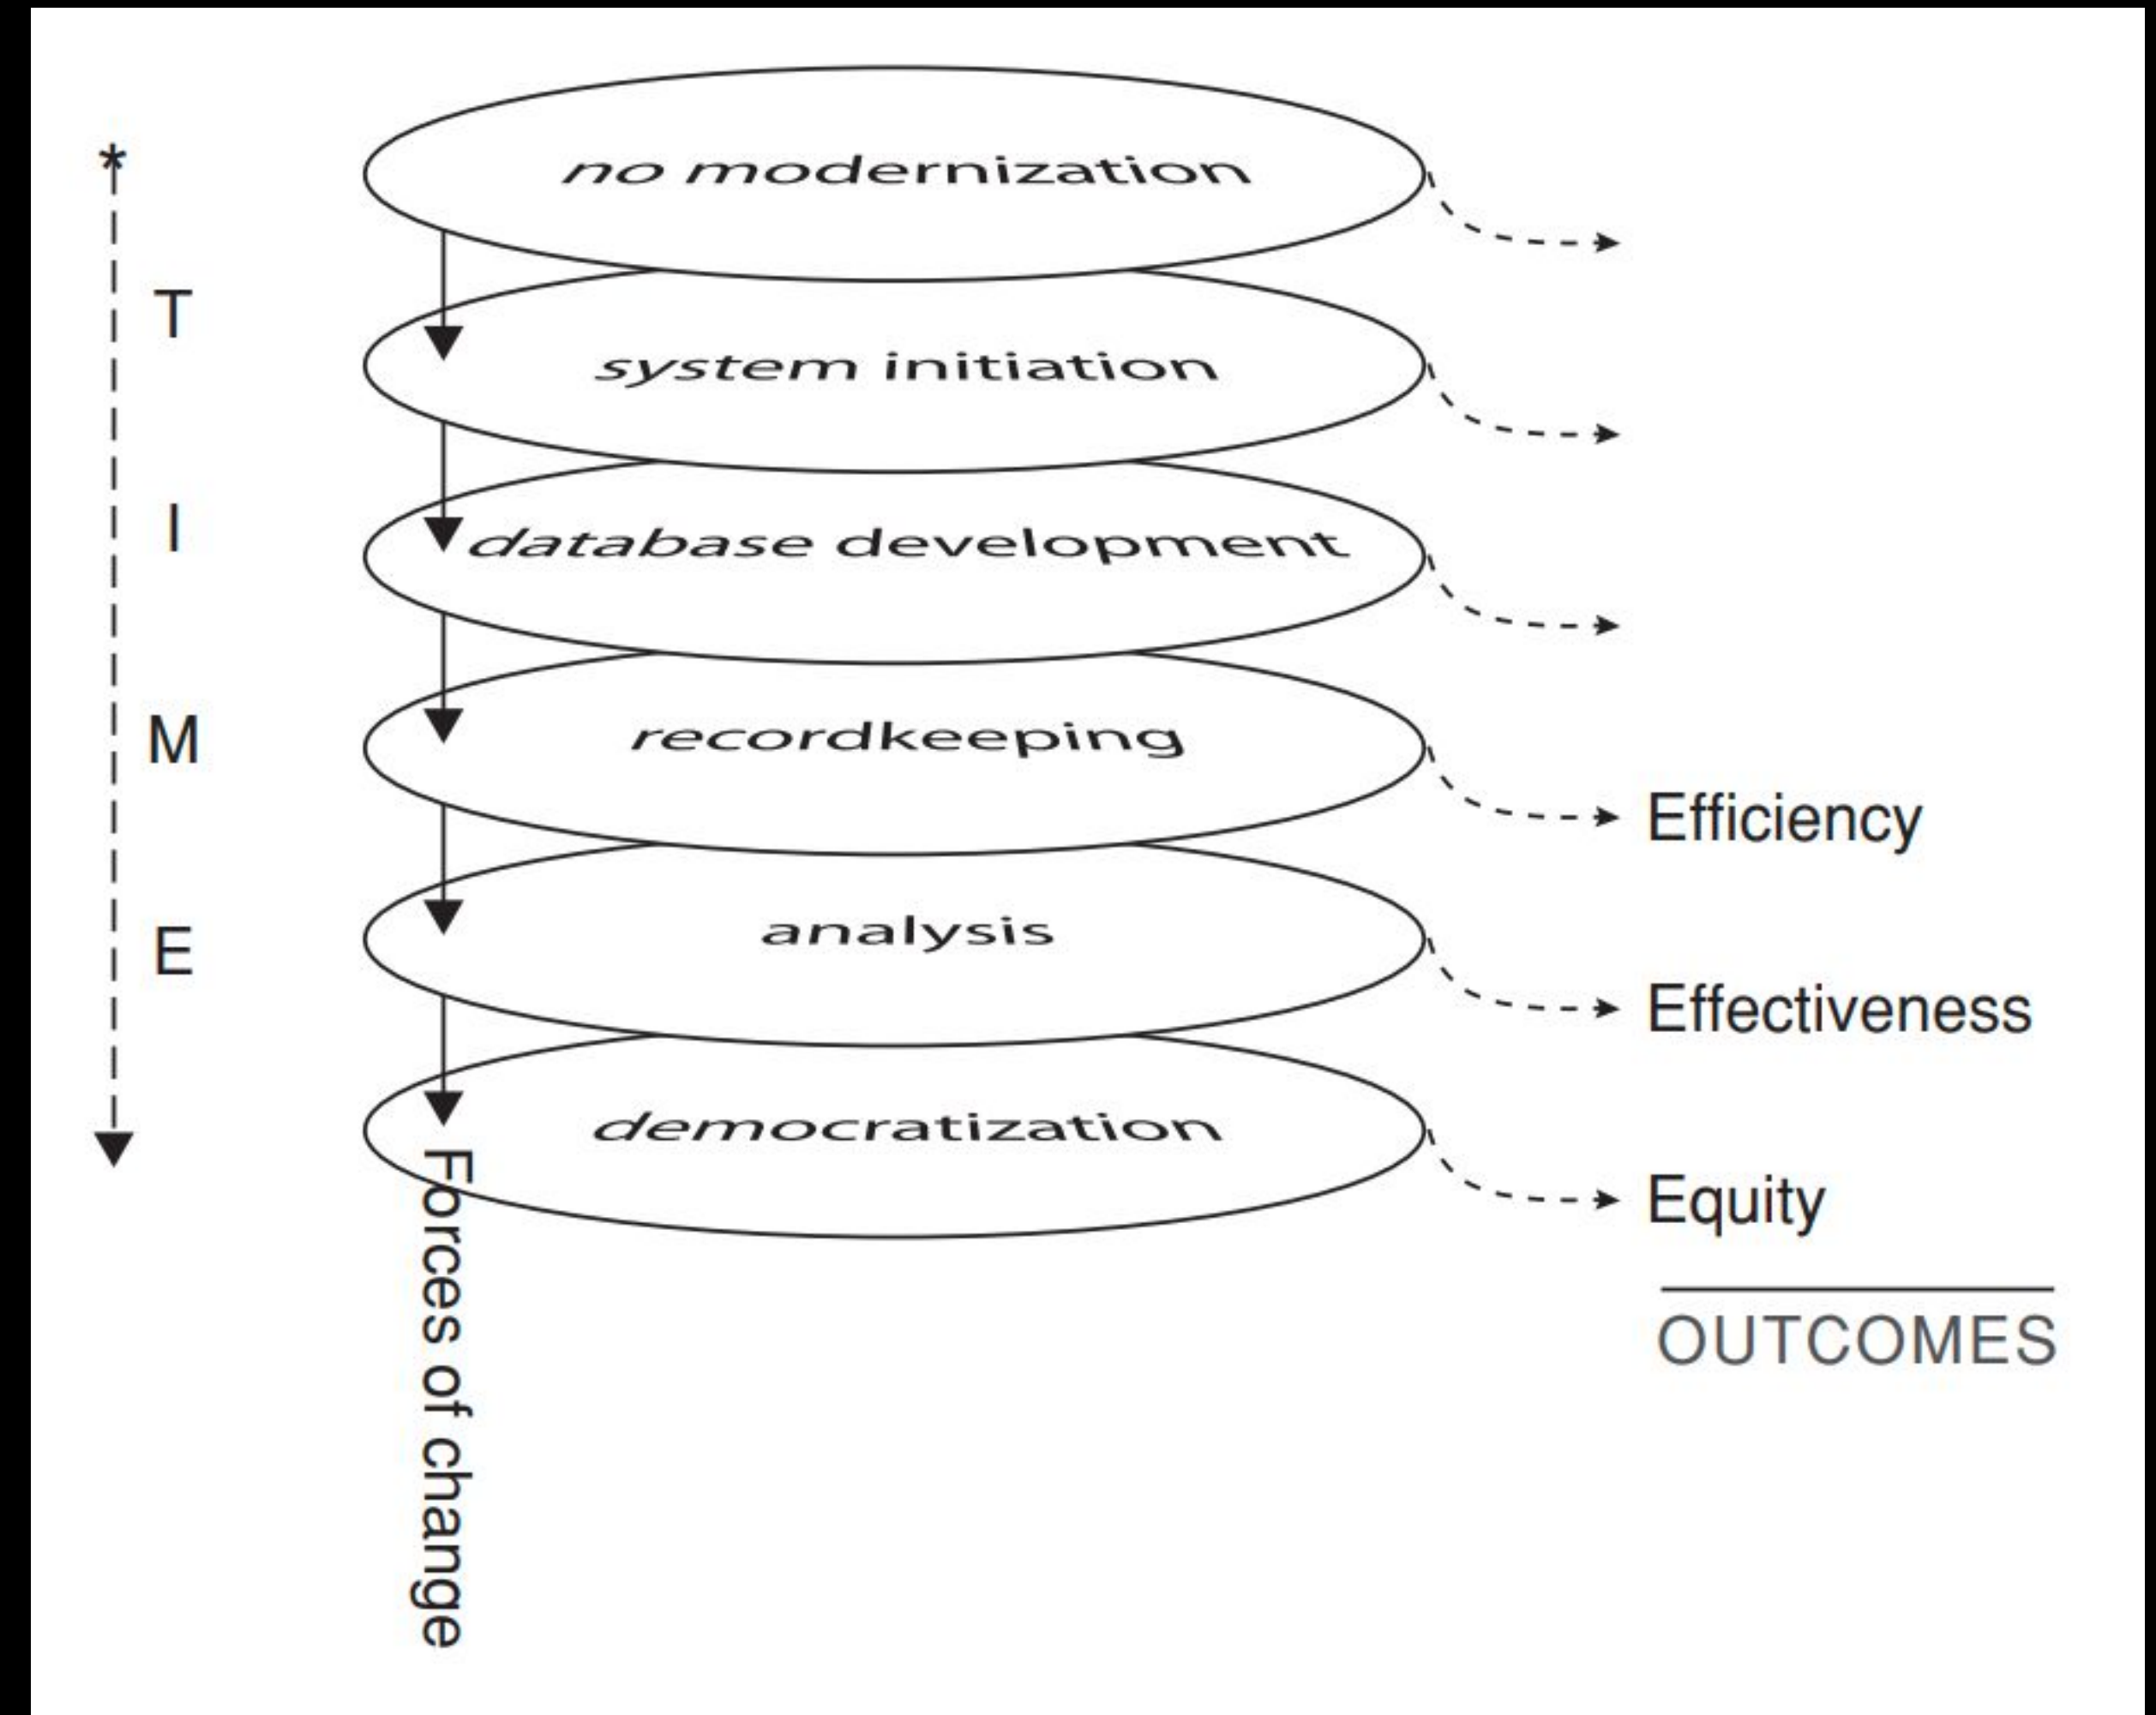 *
T
I
M
E
no modernization
system initiation
database development
recordkeeping
analysis
democratization
Forces of change
Efficiency
Effectiveness
Equity
OUTCOMES